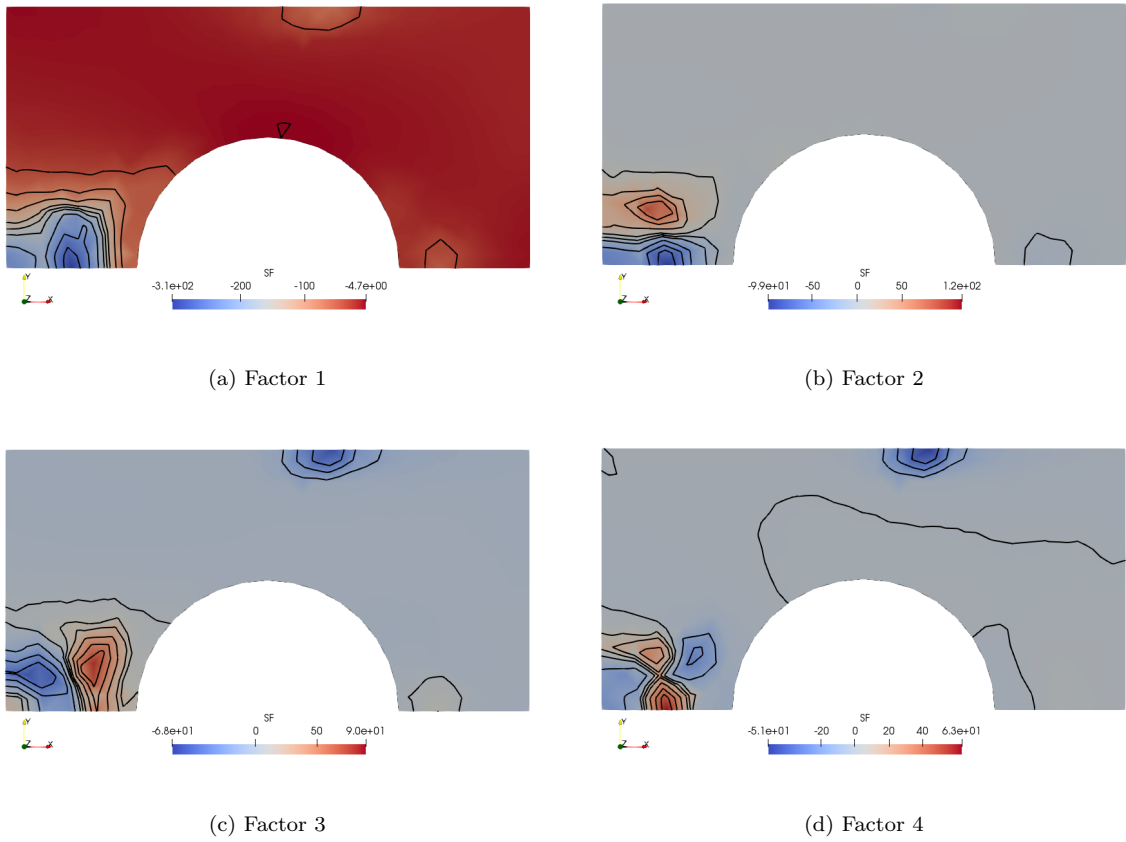 Y
Z X
SF
-3.1e+02 -200 -100 -4.7e+00
Y
Z X
SF
-9.9e+01 -50 0 50 1.2e+02
(a) Factor 1
(b) Factor 2
Y
Z X
SF
-6.8e+01 0 50 9.0e+01
Y
Z X
SF
-5.1e+01 -20 0 20 40 6.3e+01
(c) Factor 3
(d) Factor 4